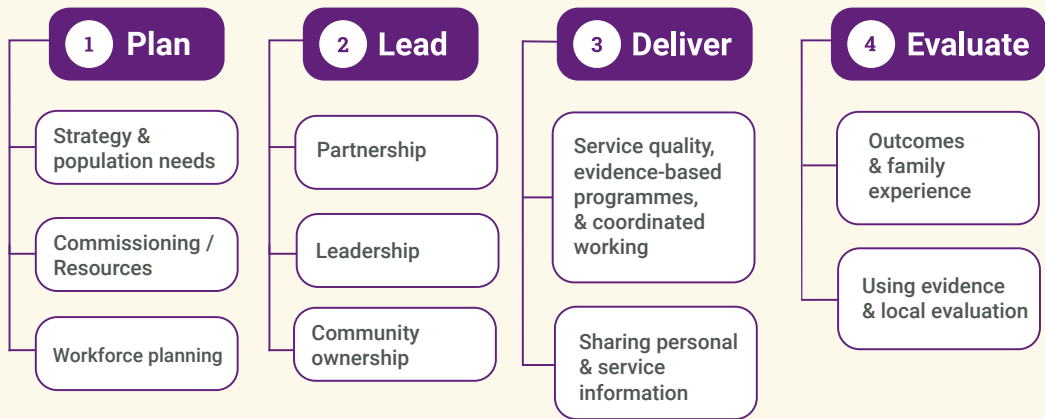 1 Plan
Strategy &
population needs
Commissioning /
Resources
Workforce planning
2 Lead
Partnership
Leadership
Community
ownership
3 Deliver
Service quality,
evidence-based
programmes,
& coordinated
working
Sharing personal
& service
information
4 Evaluate
Outcomes
& family
experience
Using evidence
& local evaluation